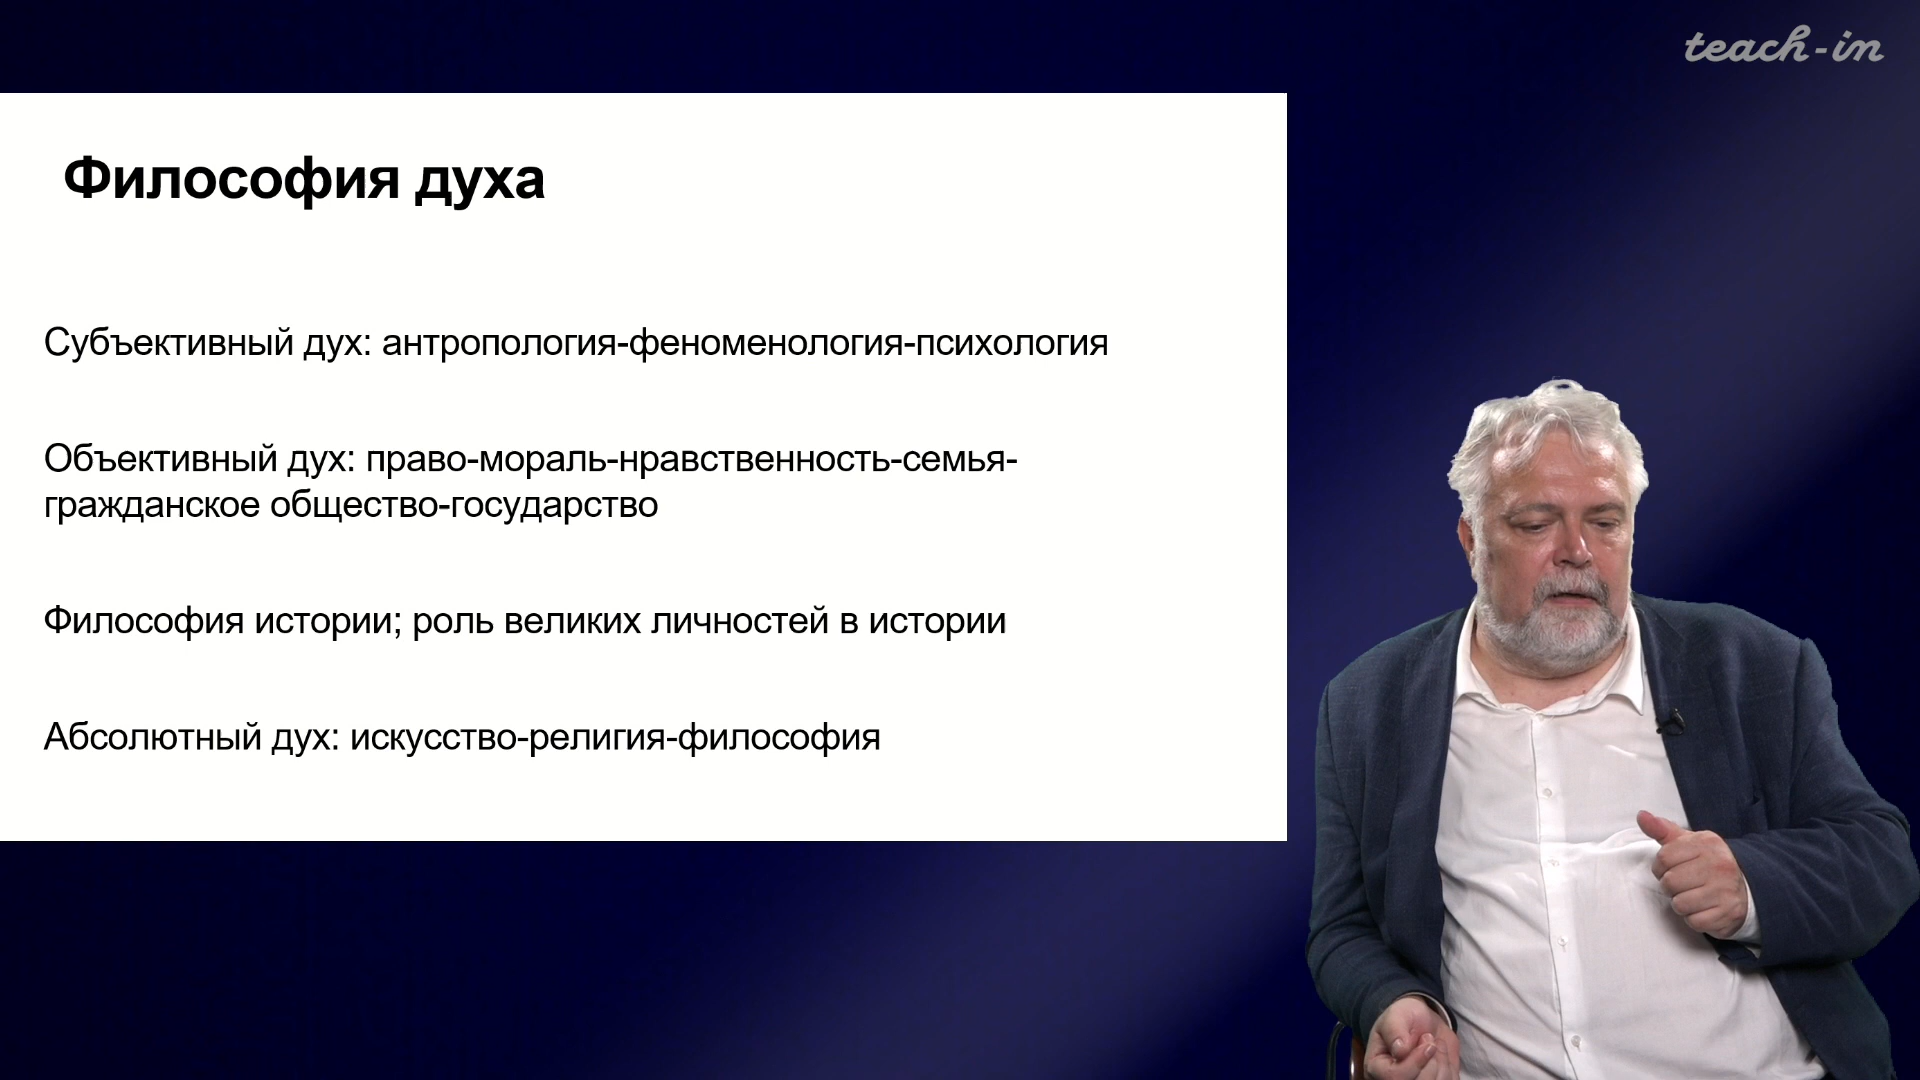 teach-in
Философия духа
Субъективный дух: антропология-феноменология-психология
Объективный дух: право-мораль-нравственность-семья-
гражданское общество-государство
Философия истории; роль великих личностей в истории
Абсолютный дух: искусство-религия-философия